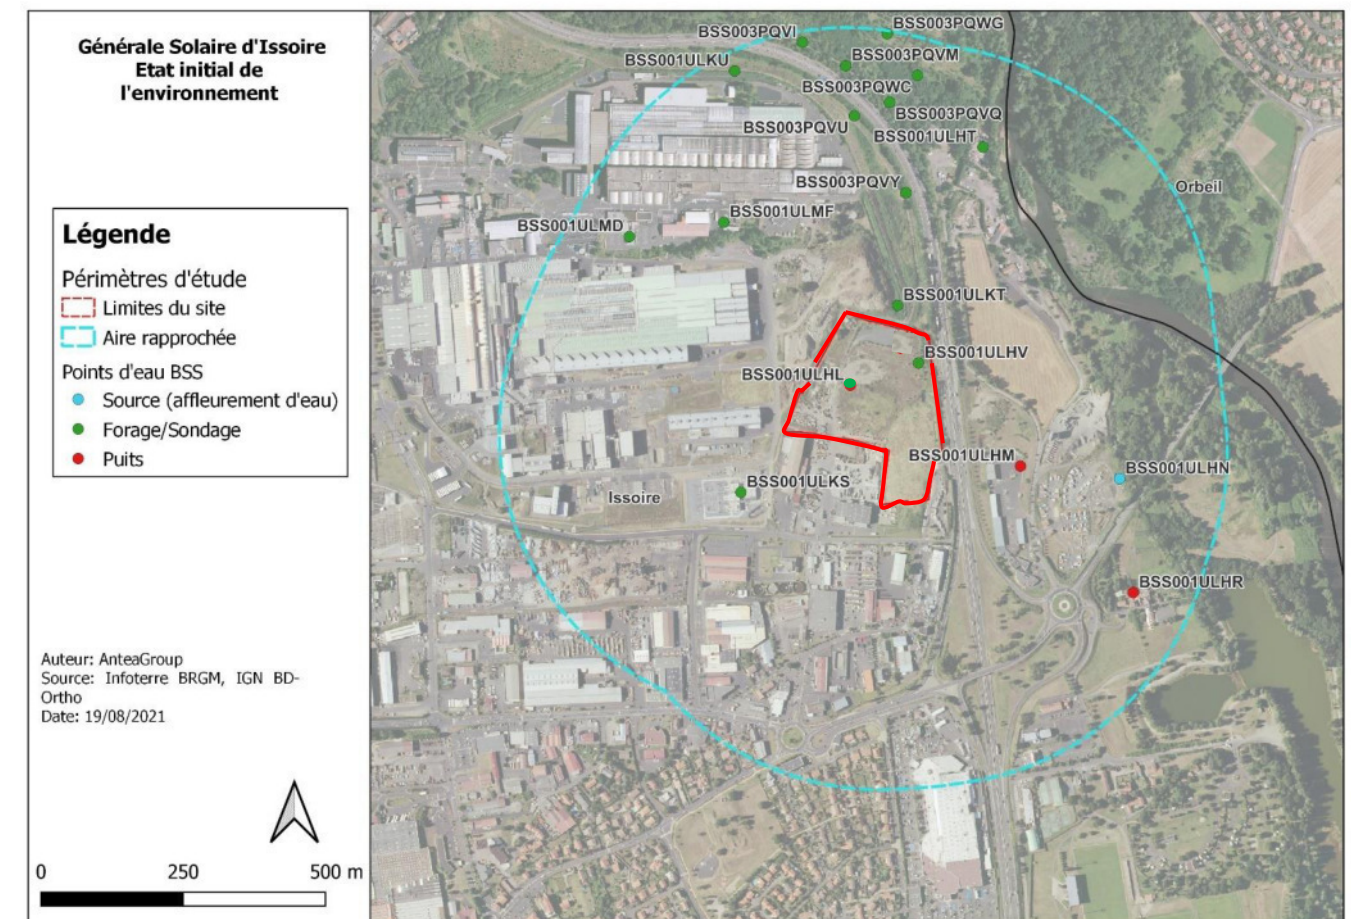 Générale Solaire d'Issoire
Etat initial de
l'environnement
Légende
Périmètres d'étude
Limites du site
Aire rapprochée
Points d'eau BSS
Source (affleurement d'eau)
Forage/Sondage
Puits
Auteur: AnteaGroup
Source: Infoterre BRGM, IGN BD-
Ortho
Date: 19/08/2021
0 250 500 m
BSS003PQWG
BSS003PQVI
BSS001ULKU
BSS003PQVM
BSS003PQWC
BSS003PQVQ
BSS003PQVU
BSS001ULHT
BSS003PQVY
Orbeil
BSS001ULMF
BSS001ULMD
BSS001ULKT
BSS001ULHV
BSS001ULHL
BSS001ULHM
BSS001ULHN
BSS001ULKS
Issoire
BSS001ULHR